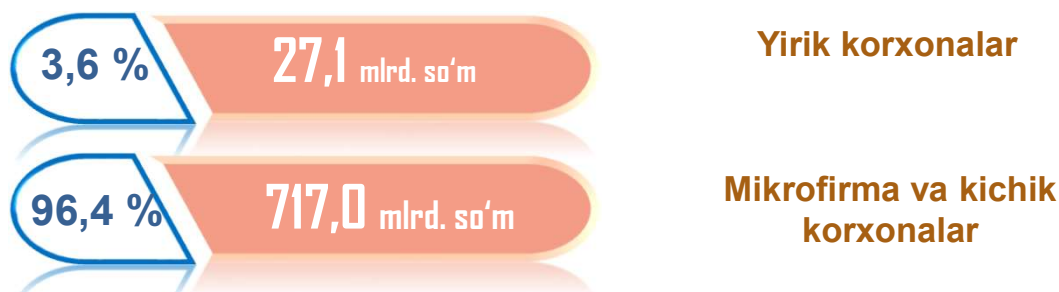 3,6 % 27,1 mlrd. so‘m Yirik korxonalar
96,4 % 717,0 mlrd. so‘m Mikrofirma va kichik
korxonalar